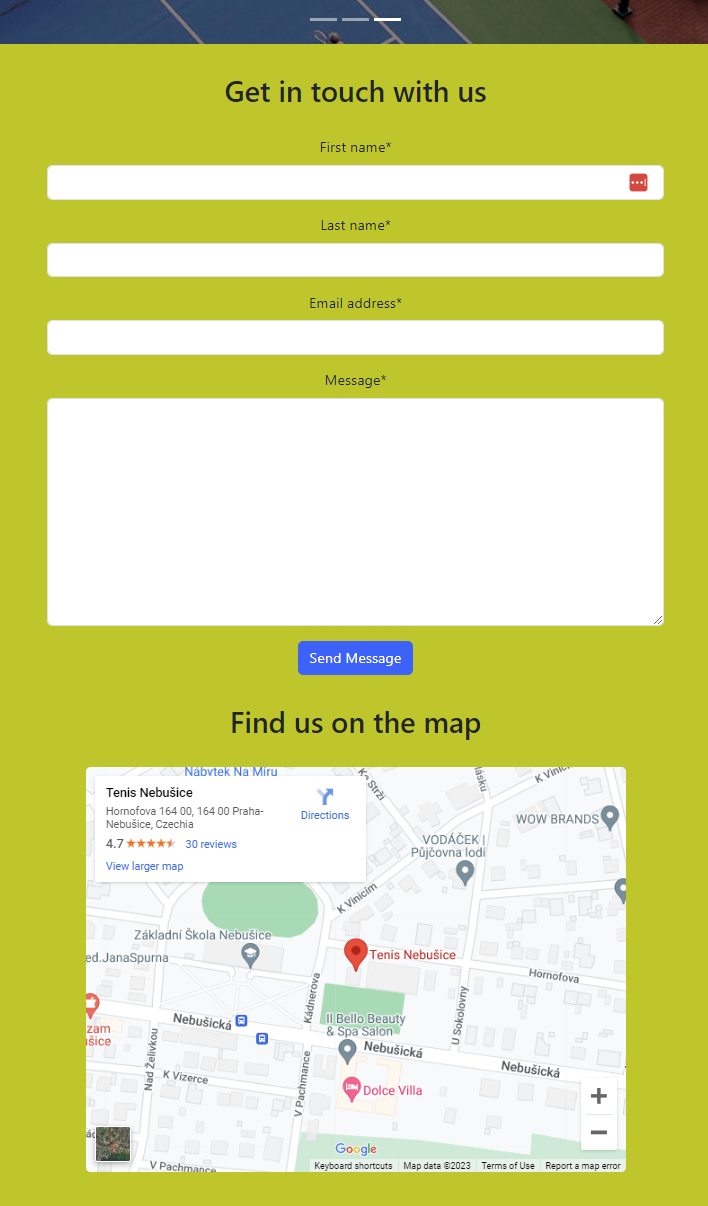 Get in touch with us
First name*
Last name*
Email address*
Message*
Send Message
Find us on the map
Nábytek Na Míru
Tenis Nebušice
Hornofova 164 00, 164 00 Praha-
Nebušice, Czechia
4.7
30 reviews
View larger map
Directions
Ke Strži
K Vinicím
WOW BRANDS
VODÁČEK |
Půjčovna lodí
K Vinicím
Základní Škola Nebušice
ed.JanaSpurna
Tenis Nebušice
Hornofova
Kádnerova
U Sokolovny
Il Bello Beauty
& Spa Salon
zam
ušice
Nebušická
Nebušická
Nebušická
Nad Želivkou
K Vizerce
V Pachmance
Dolce Villa
V Pachmance
Google
Keyboard shortcuts
Map data ©2023
Terms of Use
Report a map error